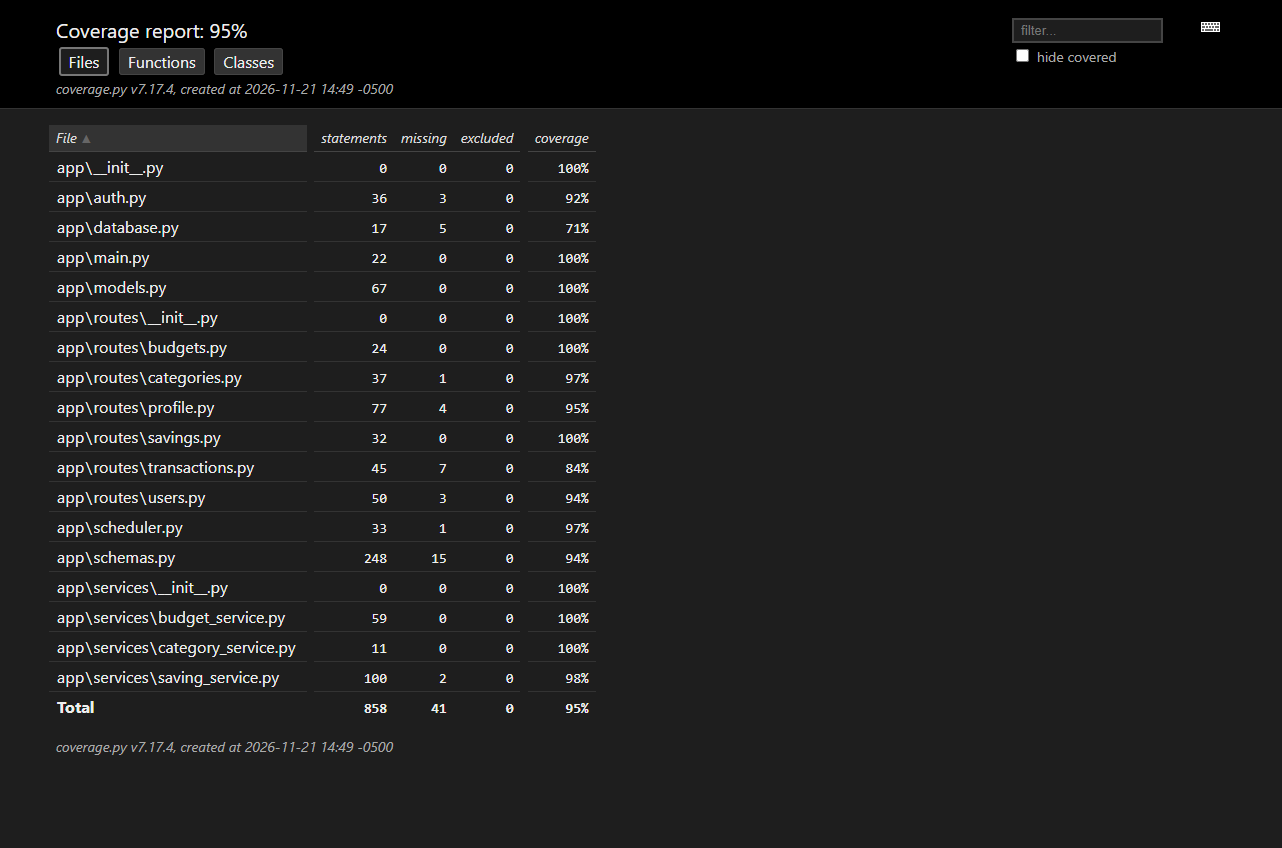 Coverage report: 95%
filter...
hide covered
Files Functions Classes
coverage.py v7.17.4, created at 2026-11-21 14:49 -0500
File ▲ statements missing excluded coverage
app\__init__.py 0 0 0 100%
app\auth.py 36 3 0 92%
app\database.py 17 5 0 71%
app\main.py 22 0 0 100%
app\models.py 67 0 0 100%
app\routes\__init__.py 0 0 0 100%
app\routes\budgets.py 24 0 0 100%
app\routes\categories.py 37 1 0 97%
app\routes\profile.py 77 4 0 95%
app\routes\savings.py 32 0 0 100%
app\routes\transactions.py 45 7 0 84%
app\routes\users.py 50 3 0 94%
app\scheduler.py 33 1 0 97%
app\schemas.py 248 15 0 94%
app\services\__init__.py 0 0 0 100%
app\services\budget_service.py 59 0 0 100%
app\services\category_service.py 11 0 0 100%
app\services\saving_service.py 100 2 0 98%
Total 858 41 0 95%
coverage.py v7.17.4, created at 2026-11-21 14:49 -0500